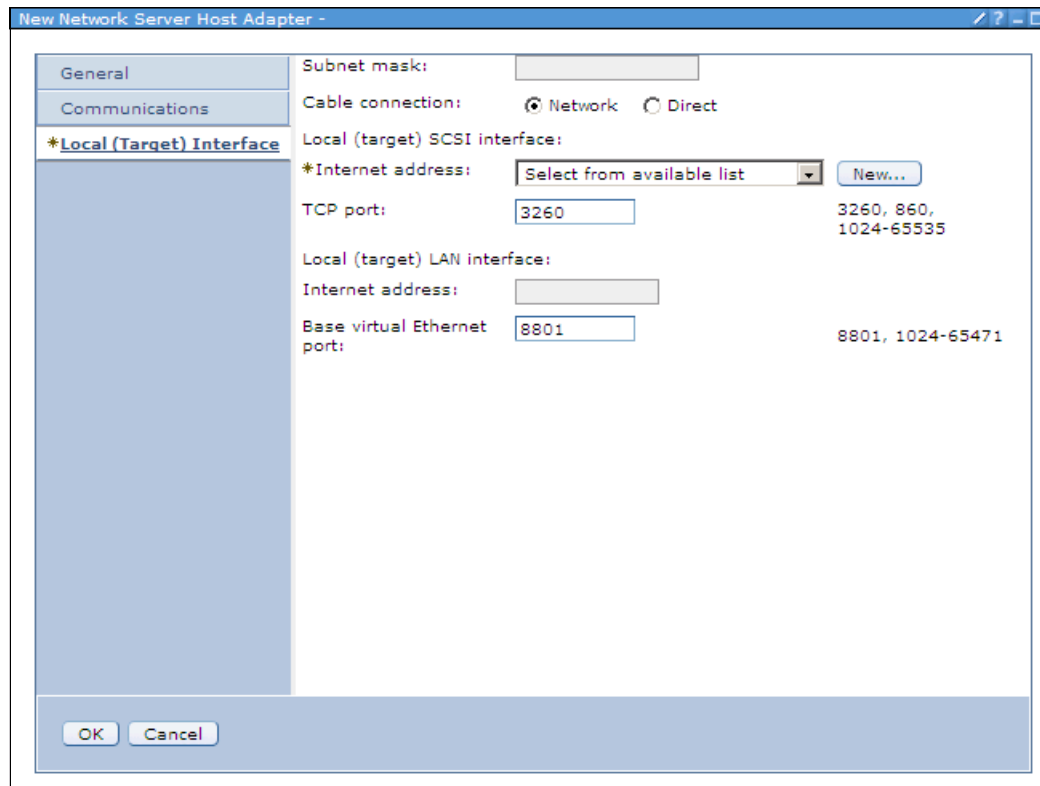 New Network Server Host Adapter -
General
Communications
*Local (Target) Interface
Subnet mask:
Cable connection: Network Direct
Local (target) SCSI interface:
*Internet address: Select from available list New...
TCP port: 3260 3260, 860,
1024-65535
Local (target) LAN interface:
Internet address:
Base virtual Ethernet
port: 8801 8801, 1024-65471
OK Cancel